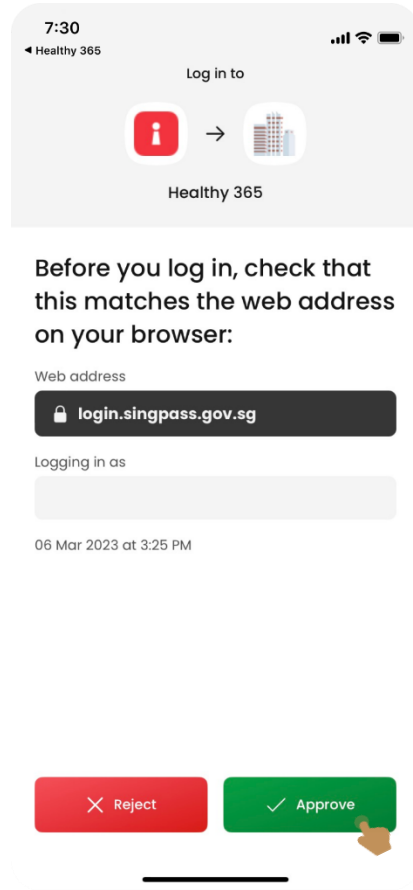 7:30
◀ Healthy 365
Log in to
Healthy 365
Before you log in, check that
this matches the web address
on your browser:
Web address
login.singpass.gov.sg
Logging in as
06 Mar 2023 at 3:25 PM
Reject
Approve